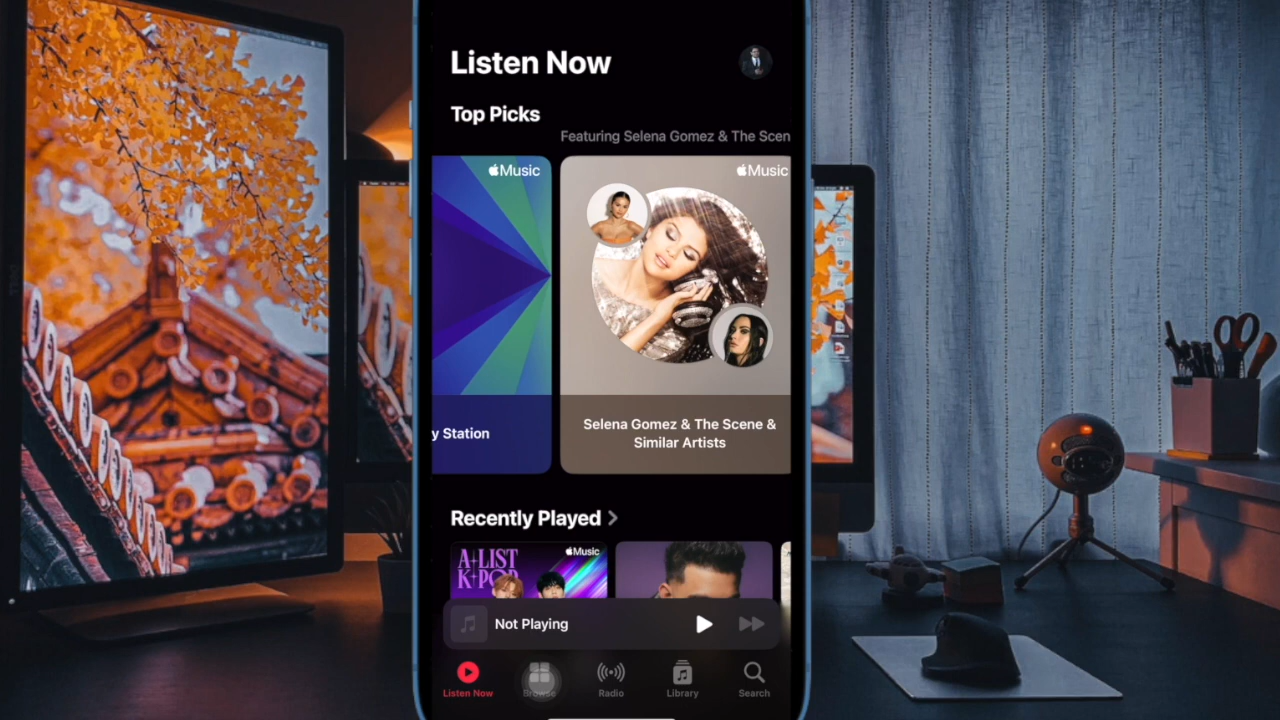 Listen Now
Top Picks
Featuring Selena Gomez & The Scen
Music
Music
y Station
Selena Gomez & The Scene &
Similar Artists
Recently Played
A-LIST
K-POP
Music
Not Playing
Listen Now
Browse
Radio
Library
Search